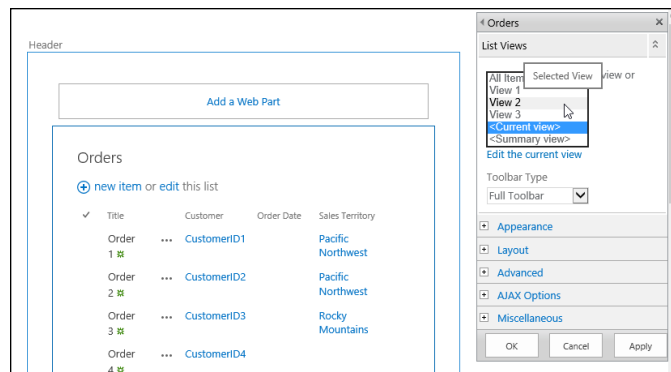 Header
Add a Web Part
Orders
new item or edit this list
Title Customer Order Date Sales Territory
Order 1 ... CustomerID1 Pacific Northwest
Order 2 ... CustomerID2 Pacific Northwest
Order 3 ... CustomerID3 Rocky Mountains
Order 4 ... CustomerID4
Orders
List Views
Selected View
view or
All Item
View 1
View 2
View 3
<Current view>
<Summary view>
Edit the current view
Toolbar Type
Full Toolbar
Appearance
Layout
Advanced
AJAX Options
Miscellaneous
OK Cancel Apply